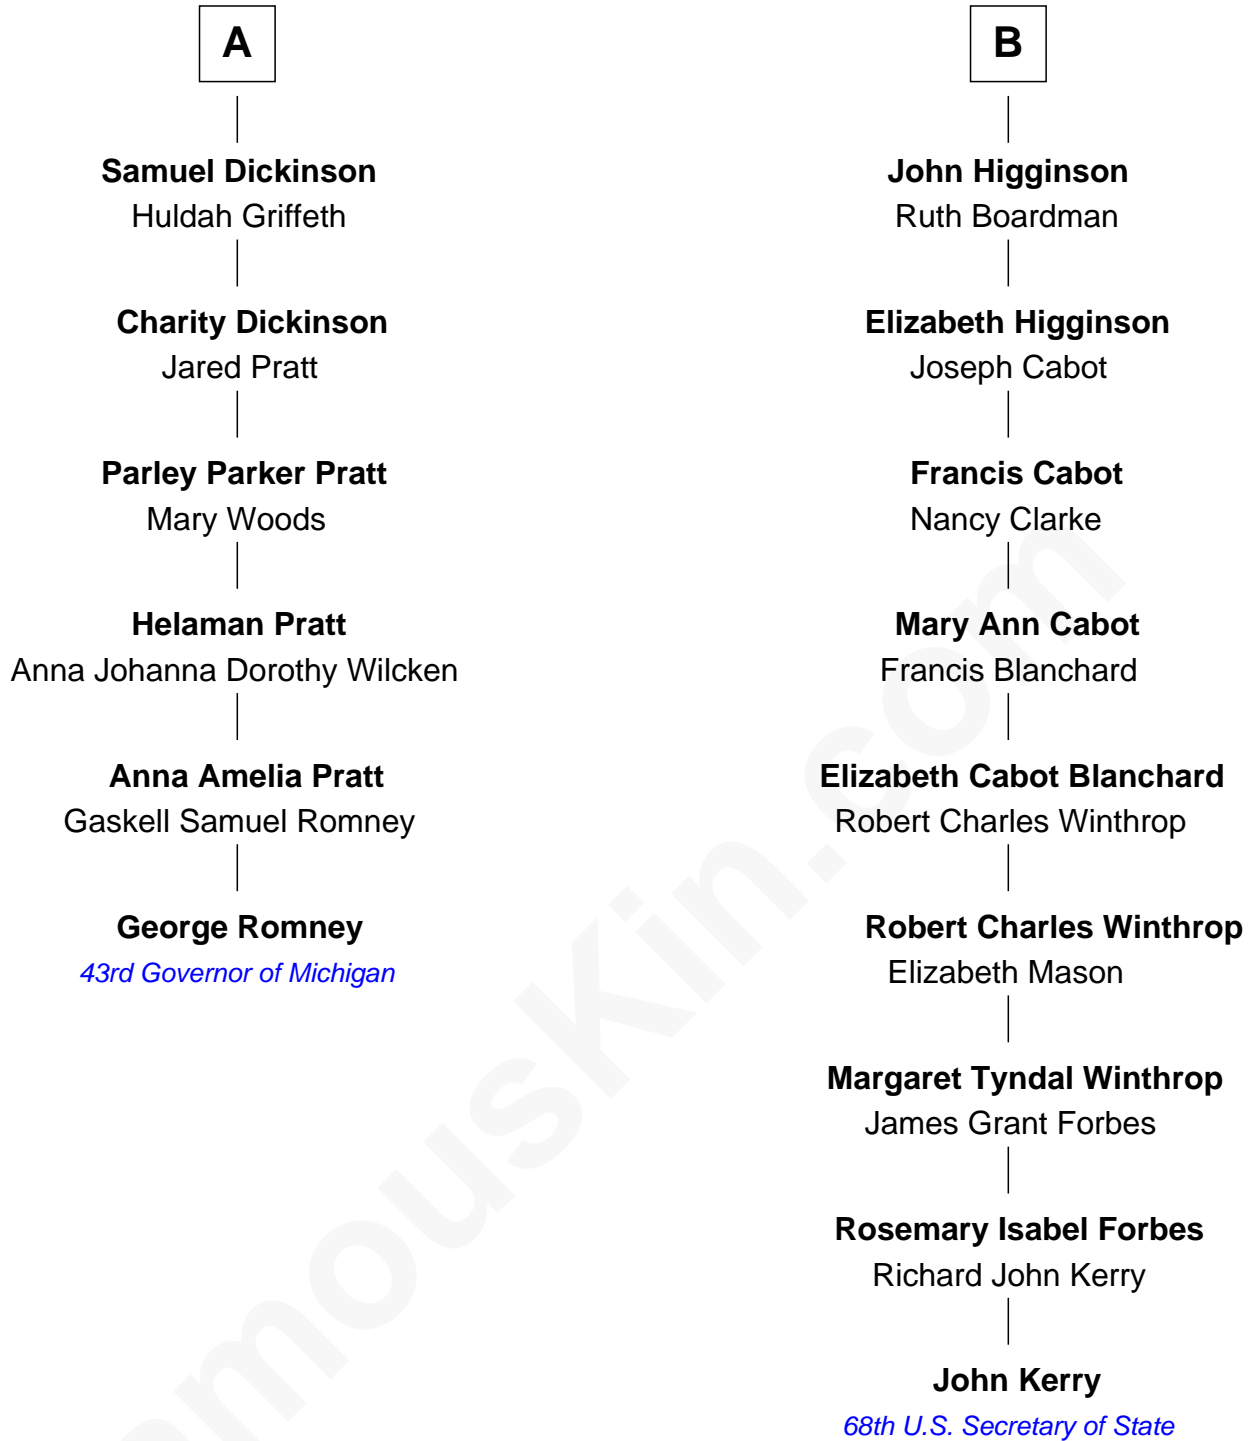 A
Samuel Dickinson
Huldah Griffeth
Charity Dickinson
Jared Pratt
Parley Parker Pratt
Mary Woods
Helaman Pratt
Anna Johanna Dorothy Wilcken
Anna Amelia Pratt
Gaskell Samuel Romney
George Romney
43rd Governor of Michigan
B
John Higginson
Ruth Boardman
Elizabeth Higginson
Joseph Cabot
Francis Cabot
Nancy Clarke
Mary Ann Cabot
Francis Blanchard
Elizabeth Cabot Blanchard
Robert Charles Winthrop
Robert Charles Winthrop
Elizabeth Mason
Margaret Tyndal Winthrop
James Grant Forbes
Rosemary Isabel Forbes
Richard John Kerry
John Kerry
68th U.S. Secretary of State
amouskin.com